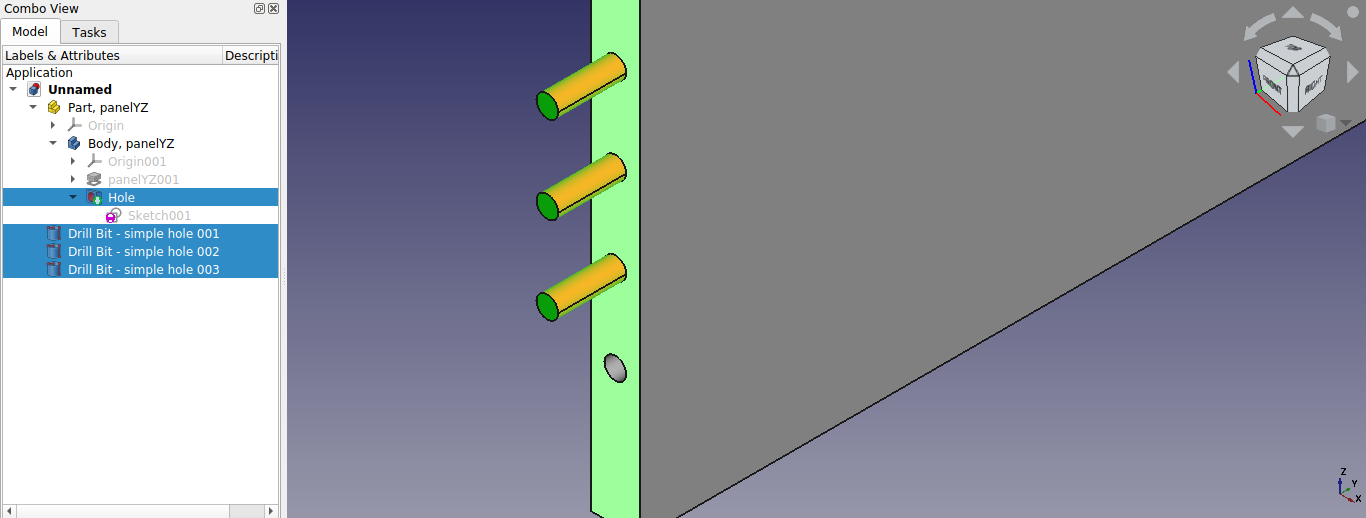 Combo View
Model
Tasks
Labels & Attributes
Descripti
Application
Unnamed
Part, panelYZ
Origin
Body, panelYZ
Origin001
panelYZ001
Hole
Sketch001
Drill Bit - simple hole 001
Drill Bit - simple hole 002
Drill Bit - simple hole 003
FRONT
RIGHT
Z
Y
X